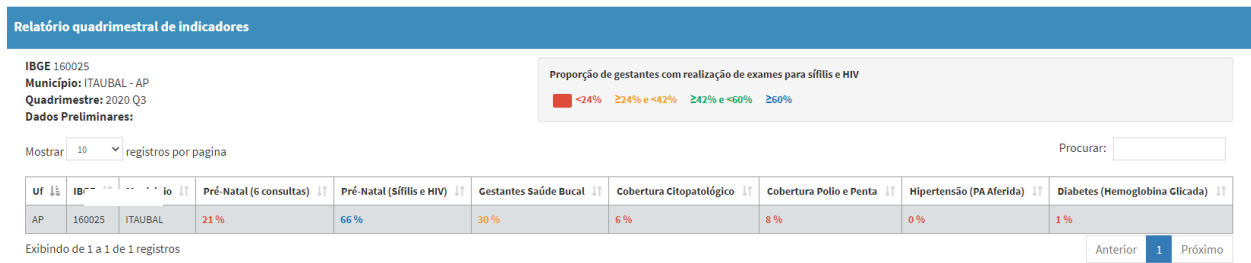 Relatório quadrimestral de indicadores
IBGE 160025
Município: ITAUBAL - AP
Quadrimestre: 2020 Q3
Dados Preliminares:
Proporção de gestantes com realização de exames para sífilis e HIV
<24% ≥24% e <42% ≥42% e <60% ≥60%
Mostrar 10 registros por pagina
Procurar:
Uf Pré-Natal (6 consultas) Pré-Natal (Sífilis e HIV) Gestantes Saúde Bucal Cobertura Citopatológico Cobertura Polio e Penta Hipertensão (PA Aferida) Diabetes (Hemoglobina Glicada)
AP 160025 ITAUBAL 21 % 66 % 30 % 6 % 8 % 0 % 1 %
Exibindo de 1 a 1 de 1 registros
Anterior 1 Próximo